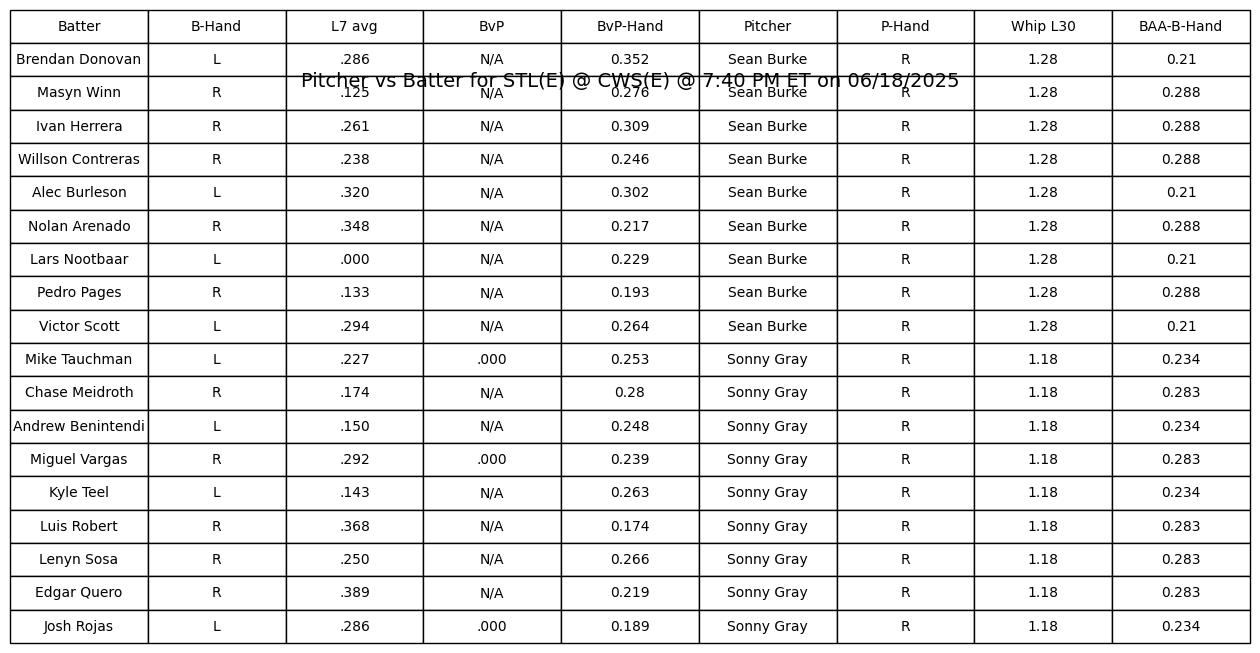 Batter B-Hand L7 avg BvP BvP-Hand Pitcher P-Hand Whip L30 BAA-B-Hand
Brendan Donovan L .286 N/A 0.352 Sean Burke R 1.28 0.21
Pitcher vs Batter for STL(E) @ CWS(E) @ 7:40 PM ET on 06/18/2025
Masyn Winn R .125 N/A 0.276 Sean Burke R 1.28 0.288
Ivan Herrera R .261 N/A 0.309 Sean Burke R 1.28 0.288
Willson Contreras R .238 N/A 0.246 Sean Burke R 1.28 0.288
Alec Burleson L .320 N/A 0.302 Sean Burke R 1.28 0.21
Nolan Arenado R .348 N/A 0.217 Sean Burke R 1.28 0.288
Lars Nootbaar L .000 N/A 0.229 Sean Burke R 1.28 0.21
Pedro Pages R .133 N/A 0.193 Sean Burke R 1.28 0.288
Victor Scott L .294 N/A 0.264 Sean Burke R 1.28 0.21
Mike Tauchman L .227 .000 0.253 Sonny Gray R 1.18 0.234
Chase Meidroth R .174 N/A 0.28 Sonny Gray R 1.18 0.283
Andrew Benintendi L .150 N/A 0.248 Sonny Gray R 1.18 0.234
Miguel Vargas R .292 .000 0.239 Sonny Gray R 1.18 0.283
Kyle Teel L .143 N/A 0.263 Sonny Gray R 1.18 0.234
Luis Robert R .368 N/A 0.174 Sonny Gray R 1.18 0.283
Lenyn Sosa R .250 N/A 0.266 Sonny Gray R 1.18 0.283
Edgar Quero R .389 N/A 0.219 Sonny Gray R 1.18 0.283
Josh Rojas L .286 .000 0.189 Sonny Gray R 1.18 0.234